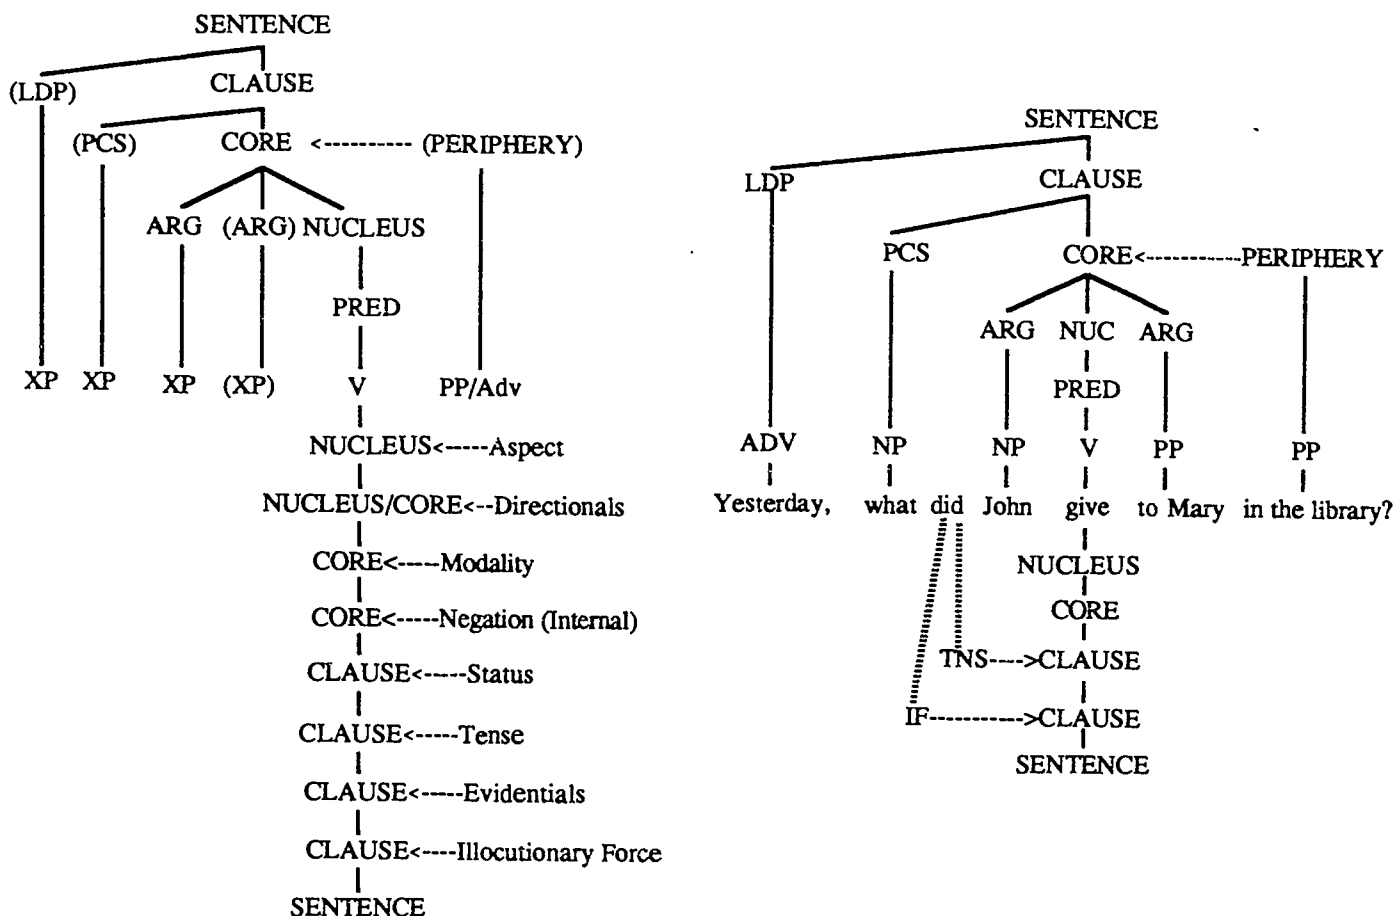 SENTENCE
(LDP) CLAUSE
(PCS) CORE <---------- (PERIPHERY)
ARG (ARG) NUCLEUS
PRED
XP XP XP (XP) V PP/Adv
NUCLEUS<-----Aspect
NUCLEUS/CORE<--Directionals
CORE<-----Modality
CORE<-----Negation (Internal)
CLAUSE<-----Status
CLAUSE<-----Tense
CLAUSE<-----Evidentials
CLAUSE<----Illocutionary Force
SENTENCE
SENTENCE
LDP CLAUSE
PCS CORE<-----------PERIPHERY
ARG NUC ARG
PRED
ADV NP NP V PP PP
Yesterday, what did John give to Mary in the library?
NUCLEUS
CORE
TNS---->CLAUSE
IF----------->CLAUSE
SENTENCE